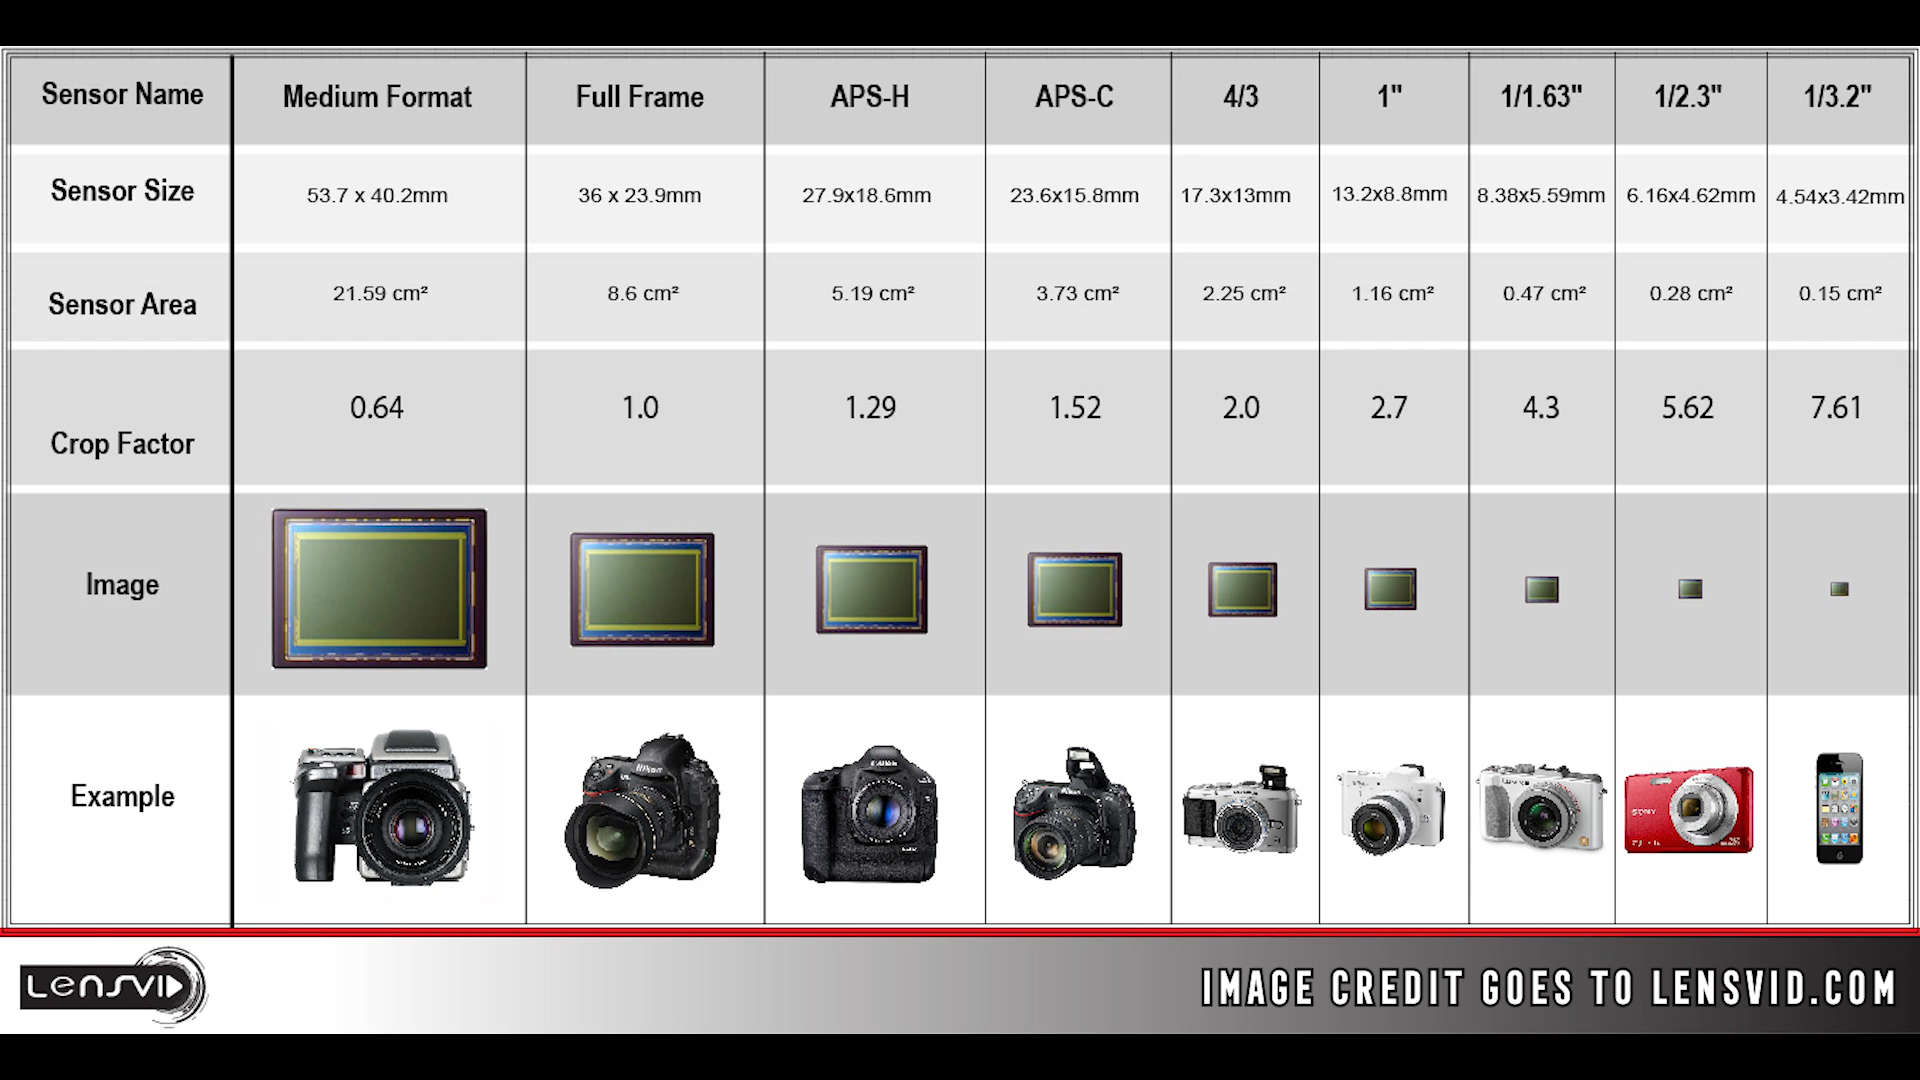 Sensor Name Medium Format Full Frame APS-H APS-C 4/3 1" 1/1.63" 1/2.3" 1/3.2"
Sensor Size 53.7 x 40.2mm 36 x 23.9mm 27.9x18.6mm 23.6x15.8mm 17.3x13mm 13.2x8.8mm 8.38x5.59mm 6.16x4.62mm 4.54x3.42mm
Sensor Area 21.59 cm² 8.6 cm² 5.19 cm² 3.73 cm² 2.25 cm² 1.16 cm² 0.47 cm² 0.28 cm² 0.15 cm²
Crop Factor 0.64 1.0 1.29 1.52 2.0 2.7 4.3 5.62 7.61
Image
Example
Nikon
Canon
Nikon
SONY
LENSVID
IMAGE CREDIT GOES TO LENSVID.COM